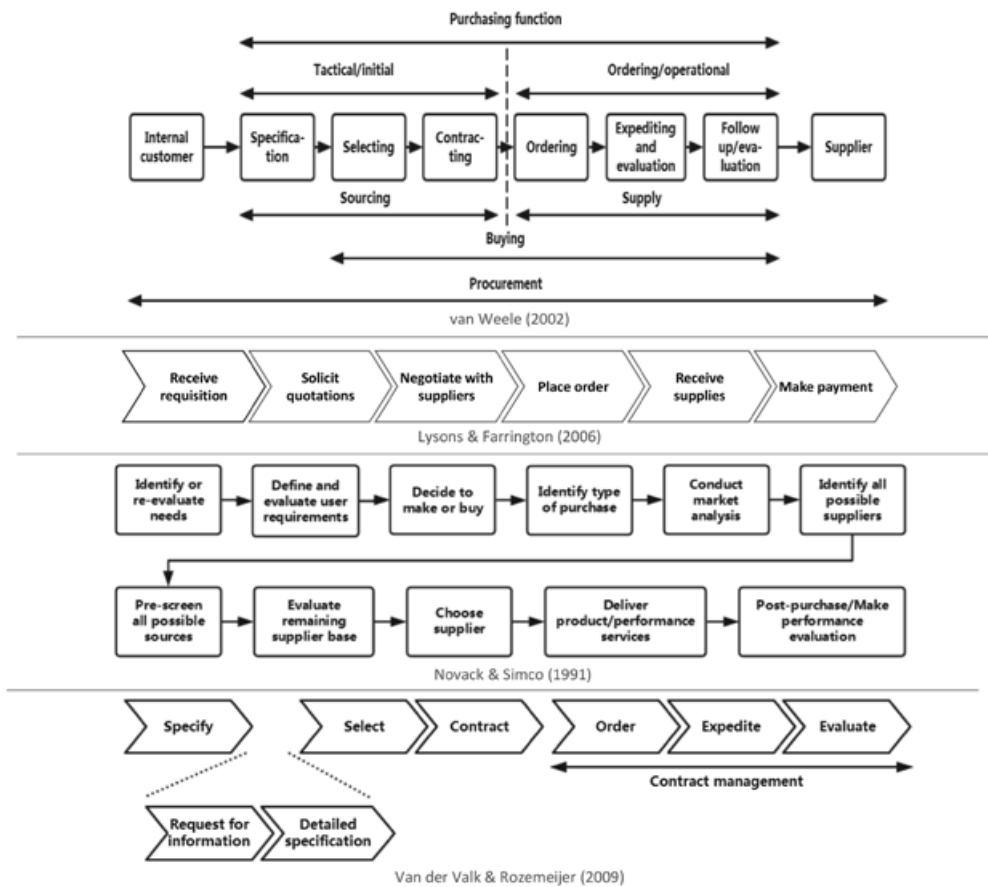 Purchasing function
Tactical/initial
Ordering/operational
Internal
customer
Specifica-
tion
Selecting
Contrac-
ting
Ordering
Expediting
and
evaluation
Follow
up/eva-
luation
Supplier
Sourcing
Supply
Buying
Procurement
van Weele (2002)
Receive
requisition
Solicit
quotations
Negotiate with
suppliers
Place order
Receive
supplies
Make payment
Lysons & Farrington (2006)
Identify or
re-evaluate
needs
Define and
evaluate user
requirements
Decide to
make or buy
Identify type
of purchase
Conduct
market
analysis
Identify all
possible
suppliers
Pre-screen
all possible
sources
Evaluate
remaining
supplier base
Choose
supplier
Deliver
product/performance
services
Post-purchase/Make
performance
evaluation
Novack & Simco (1991)
Specify
Select
Contract
Order
Expedite
Evaluate
Contract management
Request for
information
Detailed
specification
Van der Valk & Rozemeijer (2009)